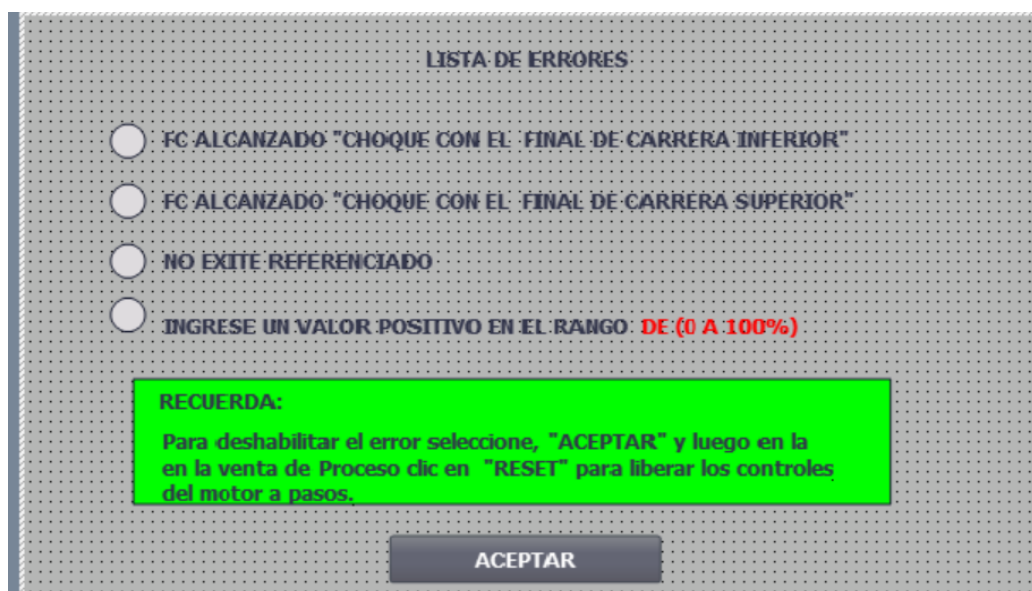 LISTA DE ERRORES
FC ALCANZADO "CHOQUE CON EL FINAL DE CARRERA INFERIOR"
FC ALCANZADO "CHOQUE CON EL FINAL DE CARRERA SUPERIOR"
NO EXITE REFERENCIADO
INGRESE UN VALOR POSITIVO EN EL RANGO DE (0 A 100%)
RECUERDA:
Para deshabilitar el error seleccione, "ACEPTAR" y luego en la
en la venta de Proceso clic en "RESET" para liberar los controles
del motor a pasos.
ACEPTAR